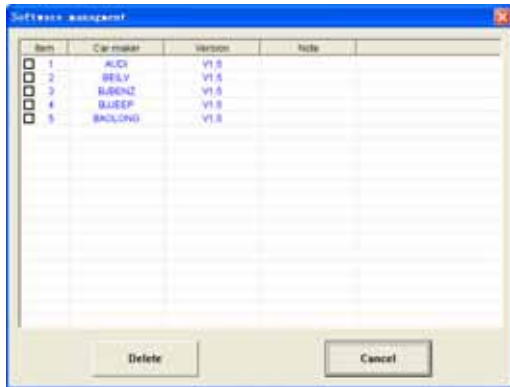 Software managment
Item Car maker Version Note
1 AUDI V1.5
2 BEILV V1.5
3 BJBENZ V1.5
4 BJJEEP V1.5
5 BAOLONG V1.5
Delete Cancel